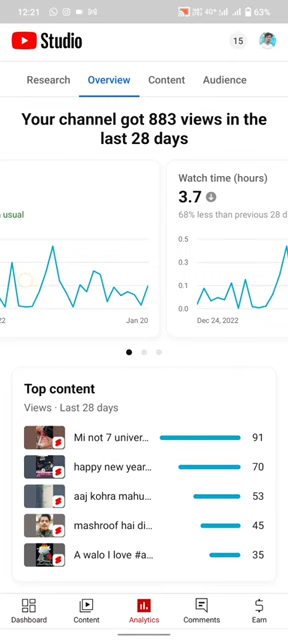 12:21
4G+
63%
Studio
15
Research Overview Content Audience
Your channel got 883 views in the
last 28 days
usual
Jan 20
Watch time (hours)
3.7
68% less than previous 28 d
0.5
0.3
0.1
0.0
Dec 24, 2022
Top content
Views · Last 28 days
Mi not 7 univer... 91
happy new year... 70
aaj kohra mahu... 53
mashroof hai di... 45
A walo I love #a... 35
Dashboard Content Analytics Comments Earn